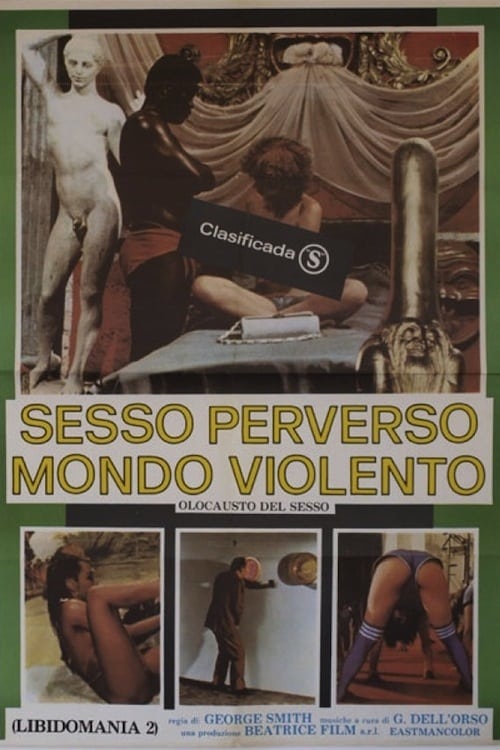 Clasificada "S"
SESSO PERVERSO
MONDO VIOLENTO
OLOCAUSTO DEL SESSO
(LIBIDOMANIA 2)
regia di GEORGE SMITH musiche a cura di G. DELL'ORSO
una produzione BEATRICE FILM s.r.l. EASTMANCOLOR